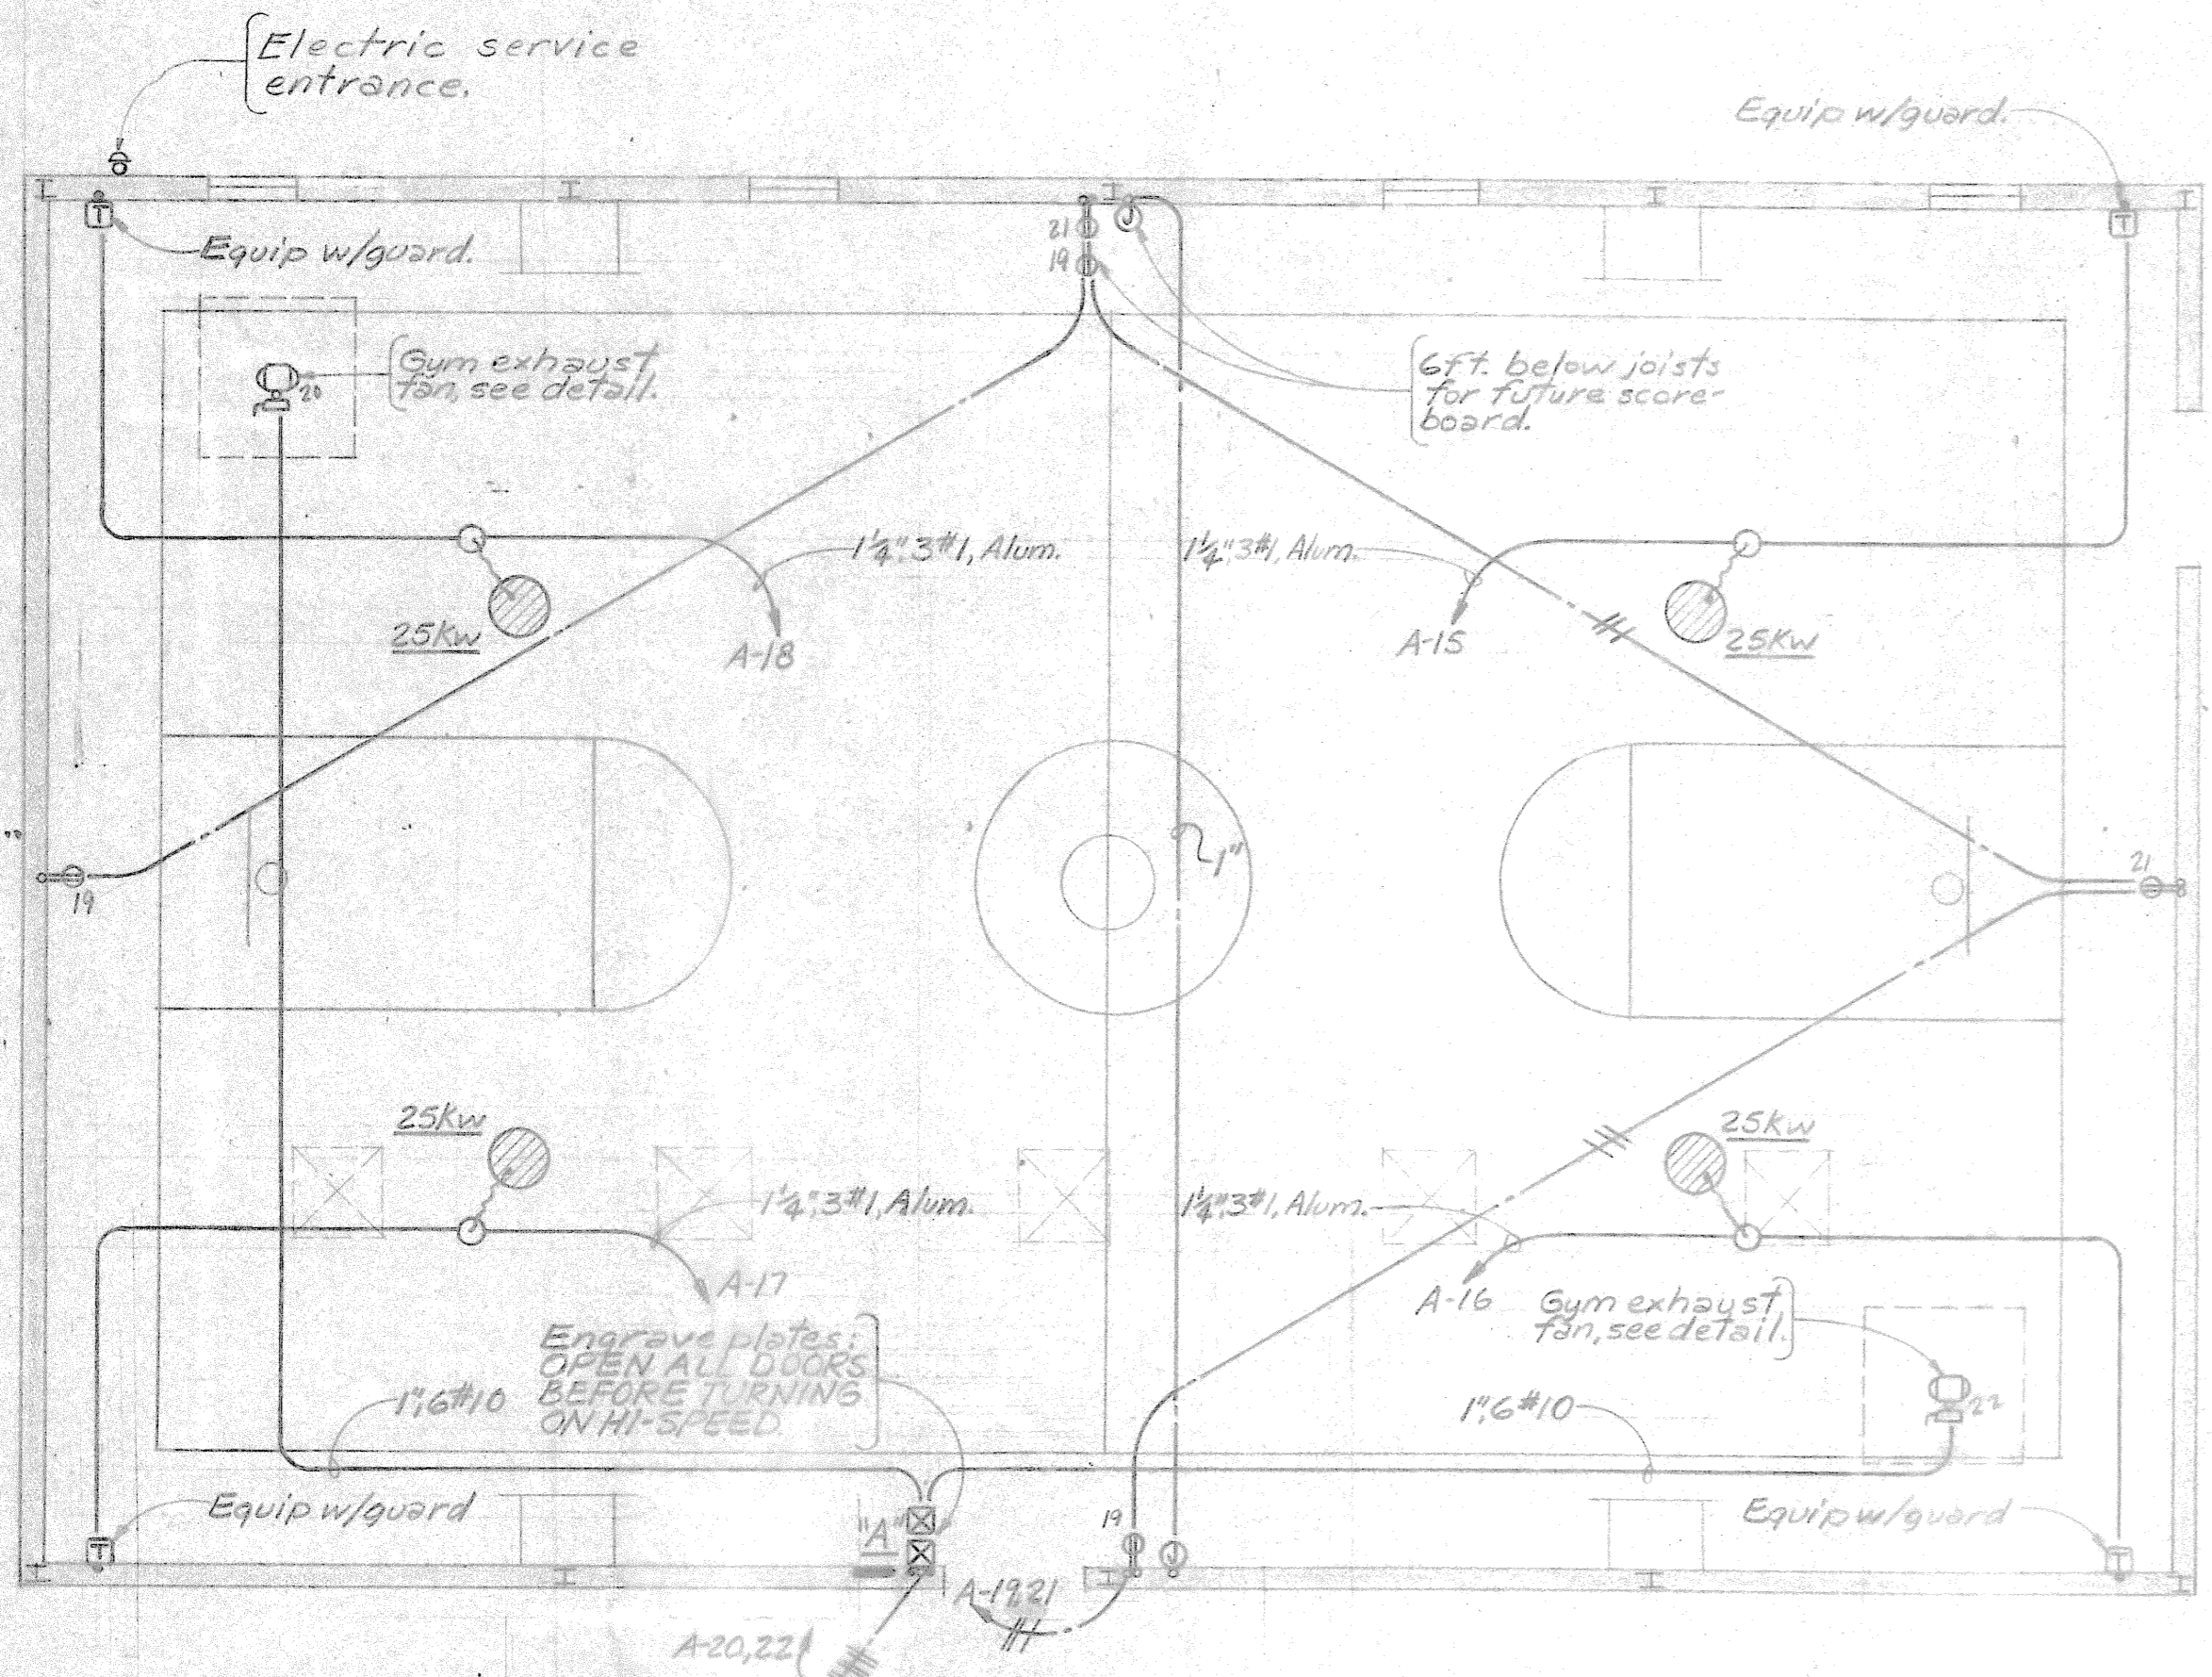 Electric service
entrance.
Equip w/guard.
T
T
Equip w/guard.
21
J
19
Gym exhaust
fan, see detail.
20
6ft. below joists
for future score-
board.
1¼", 3#1, Alum.
1¼", 3#1, Alum.
25Kw
A-18
A-15
25Kw
1"
19
21
25Kw
25Kw
1¼", 3#1, Alum.
1¼", 3#1, Alum.
A-17
A-16
Gym exhaust
fan, see detail.
Engrave plates:
OPEN ALL DOORS
BEFORE TURNING
ON HI-SPEED
1", 6#10
1", 6#10
22
Equip w/guard
"A"
19
Equip w/guard
T
J
T
A-19,21
A-20,22